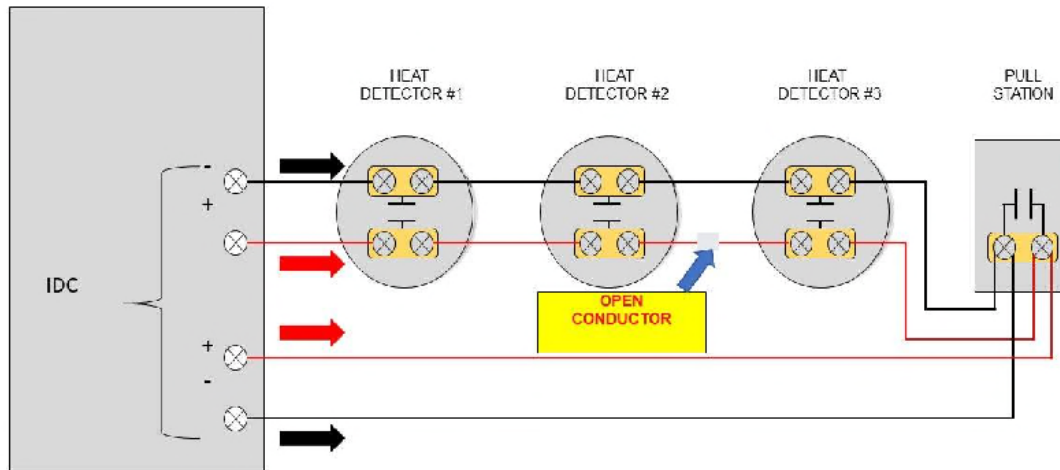 HEAT
DETECTOR #1
HEAT
DETECTOR #2
HEAT
DETECTOR #3
PULL
STATION
-
+
IDC
OPEN
CONDUCTOR
+
-